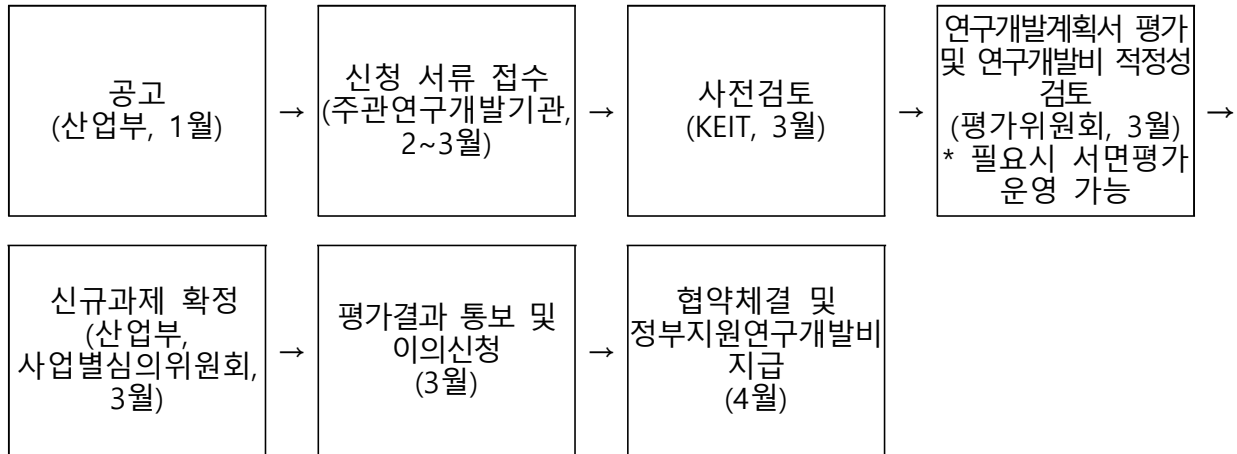 공고
(산업부, 1월)
→
신청 서류 접수
(주관연구개발기관,
2~3월)
→
사전검토
(KEIT, 3월)
→
연구개발계획서 평가
및 연구개발비 적정성
검토
(평가위원회, 3월)
* 필요시 서면평가
운영 가능
→
신규과제 확정
(산업부,
사업별심의위원회,
3월)
→
평가결과 통보 및
이의신청
(3월)
→
협약체결 및
정부지원연구개발비
지급
(4월)